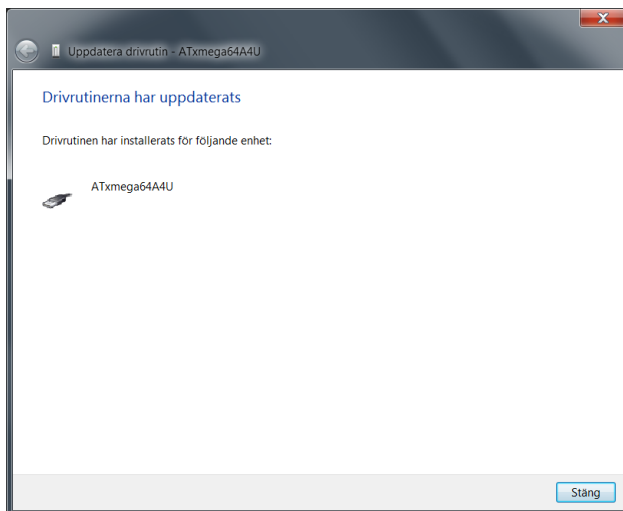 Uppdatera drivrutin - ATxmega64A4U
Drivrutinerna har uppdaterats
Drivrutinen har installerats för följande enhet:
ATxmega64A4U
Stäng